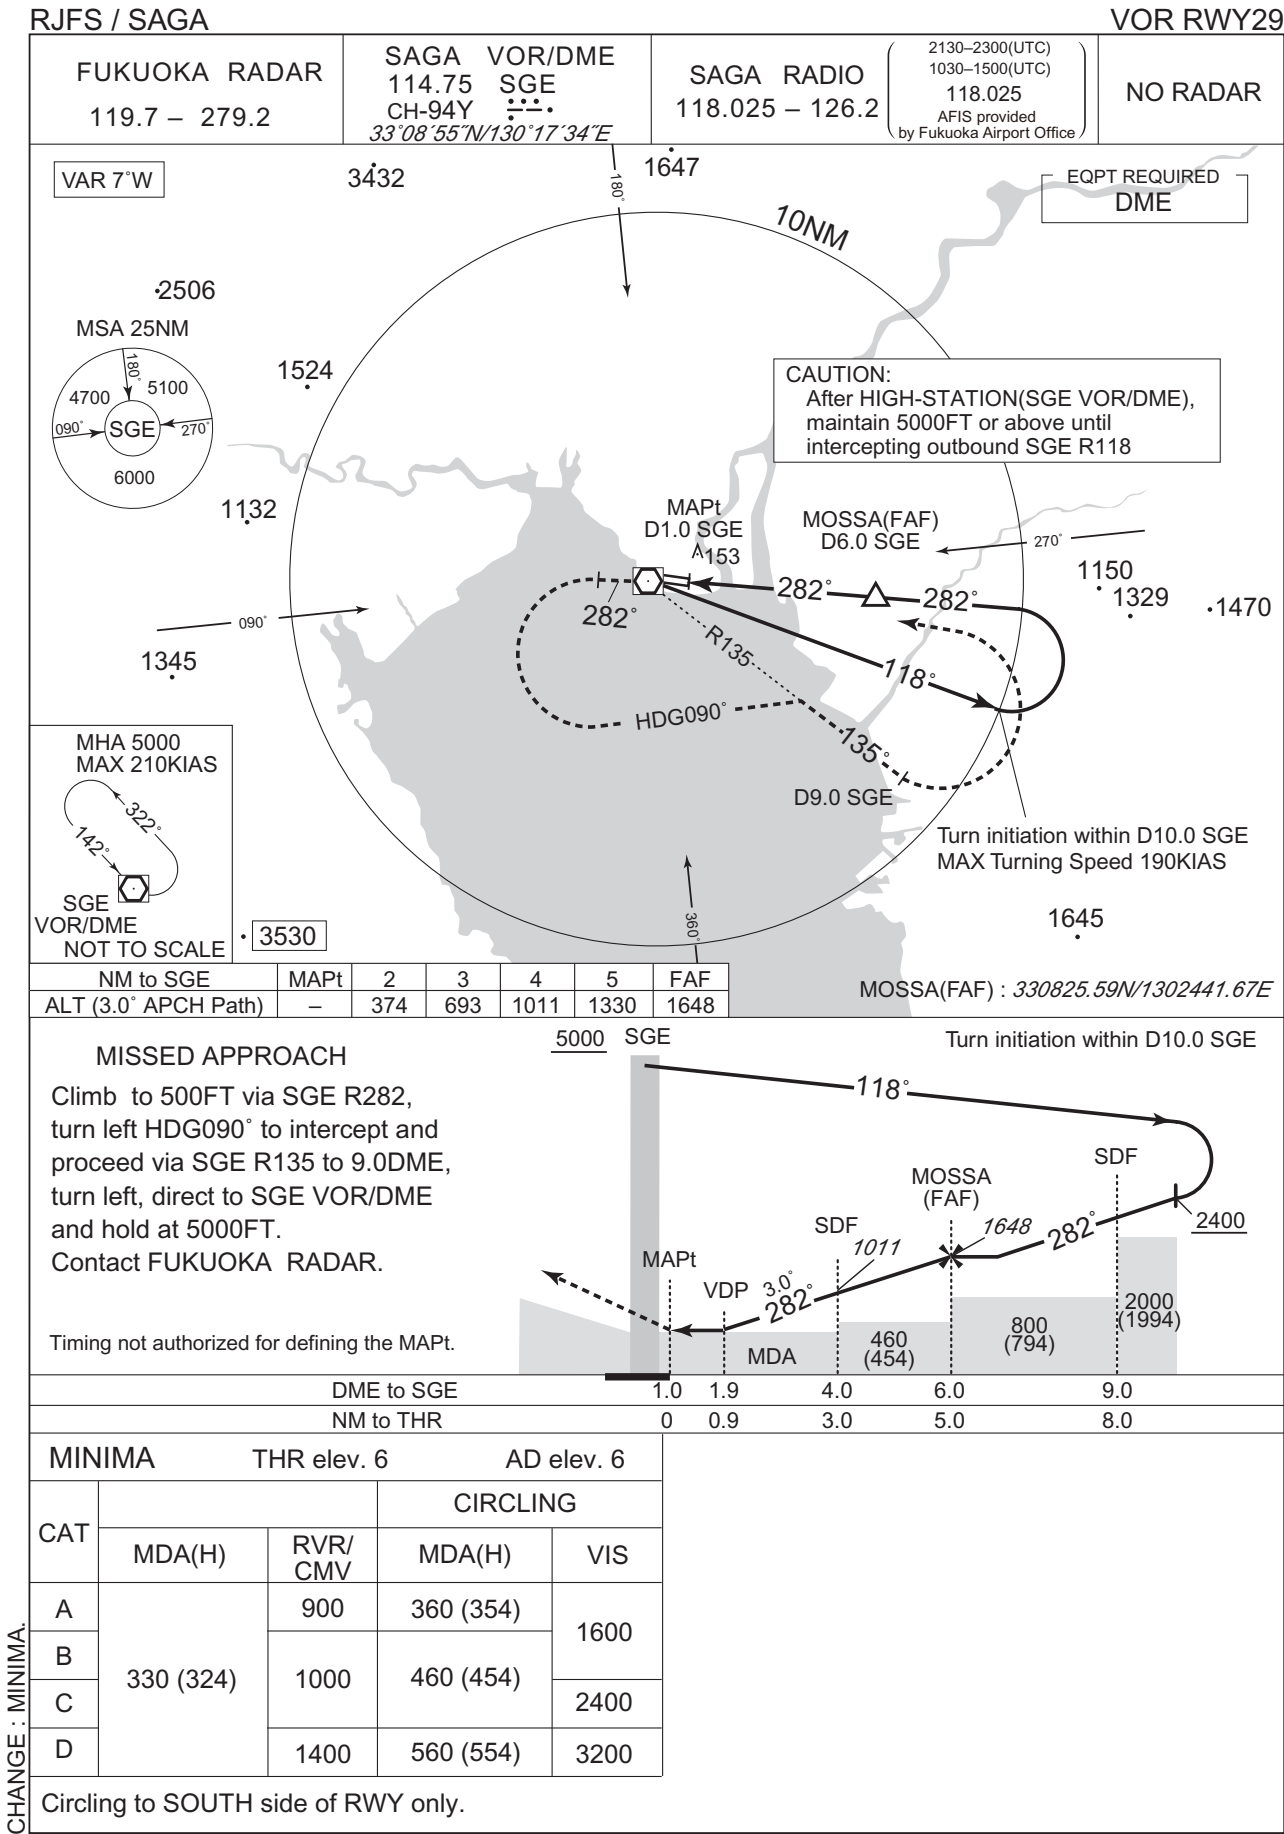 RJFS / SAGA
VOR RWY29
FUKUOKA RADAR
119.7 – 279.2
SAGA VOR/DME
114.75 SGE
CH-94Y
33°08´55˝N/130°17´34˝E
SAGA RADIO
118.025 – 126.2
2130–2300(UTC)
1030–1500(UTC)
118.025
AFIS provided
by Fukuoka Airport Office
NO RADAR
VAR 7°W
3432
180°
1647
EQPT REQUIRED
DME
10NM
2506
MSA 25NM
180°
4700
5100
090°
SGE
270°
6000
1524
CAUTION:
After HIGH-STATION(SGE VOR/DME),
maintain 5000FT or above until
intercepting outbound SGE R118
1132
MAPt
D1.0 SGE
153
MOSSA(FAF)
D6.0 SGE
270°
1150
1329
1470
282°
282°
282°
090°
1345
R135
118°
HDG090°
135°
D9.0 SGE
MHA 5000
MAX 210KIAS
322°
142°
SGE
VOR/DME
NOT TO SCALE
3530
Turn initiation within D10.0 SGE
MAX Turning Speed 190KIAS
360°
1645
NM to SGE MAPt 2 3 4 5 FAF
ALT (3.0° APCH Path) – 374 693 1011 1330 1648
MOSSA(FAF) : 330825.59N/1302441.67E
MISSED APPROACH
Climb to 500FT via SGE R282,
turn left HDG090° to intercept and
proceed via SGE R135 to 9.0DME,
turn left, direct to SGE VOR/DME
and hold at 5000FT.
Contact FUKUOKA RADAR.
Timing not authorized for defining the MAPt.
5000 SGE
Turn initiation within D10.0 SGE
118°
SDF
MOSSA
(FAF)
1648
282°
2400
SDF
1011
MAPt
VDP
3.0°
282°
MDA
460
(454)
800
(794)
2000
(1994)
DME to SGE 1.0 1.9 4.0 6.0 9.0
NM to THR 0 0.9 3.0 5.0 8.0
MINIMA THR elev. 6 AD elev. 6
CAT
CIRCLING
MDA(H)
RVR/
CMV
MDA(H)
VIS
A 900 360 (354)
1600
B
330 (324) 1000 460 (454)
C 2400
D 1400 560 (554) 3200
Circling to SOUTH side of RWY only.
CHANGE : MINIMA.